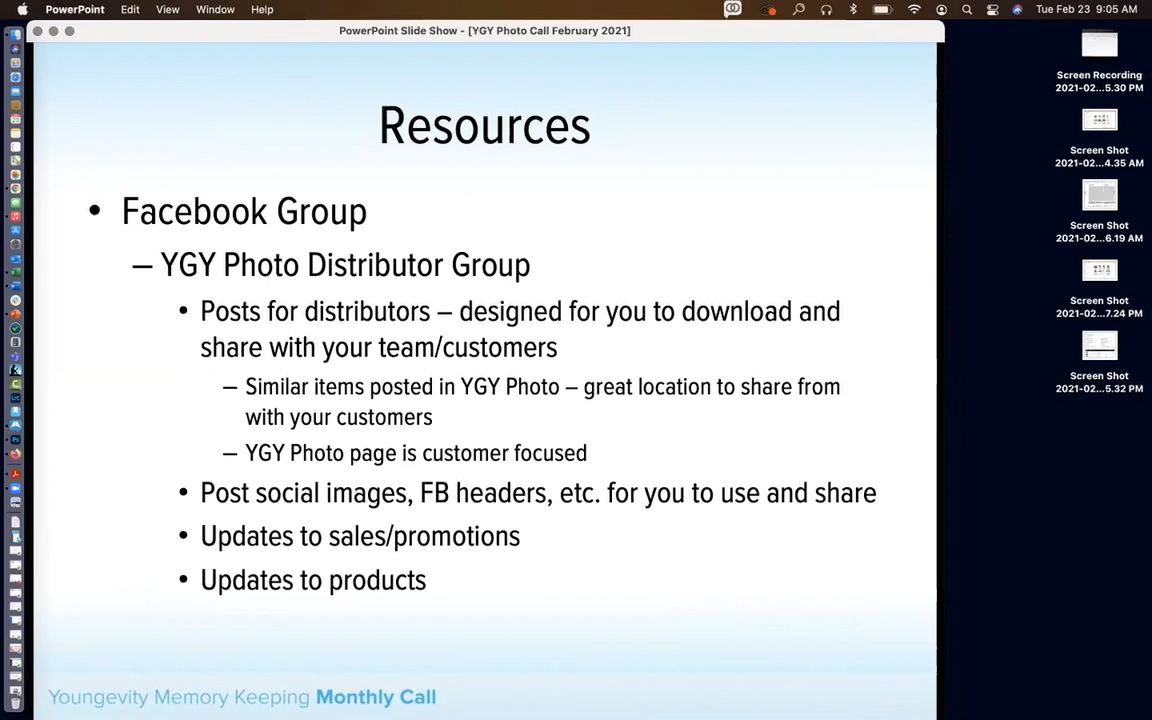 PowerPoint Edit View Window Help Tue Feb 23 9:05 AM
PowerPoint Slide Show - [YGY Photo Call February 2021]
Resources
• Facebook Group
– YGY Photo Distributor Group
• Posts for distributors – designed for you to download and
share with your team/customers
– Similar items posted in YGY Photo – great location to share from
with your customers
– YGY Photo page is customer focused
• Post social images, FB headers, etc. for you to use and share
• Updates to sales/promotions
• Updates to products
Youngevity Memory Keeping Monthly Call
Screen Recording
2021-02...5.30 PM
Screen Shot
2021-02...4.35 AM
Screen Shot
2021-02...6.19 AM
Screen Shot
2021-02...7.24 PM
Screen Shot
2021-02...5.32 PM